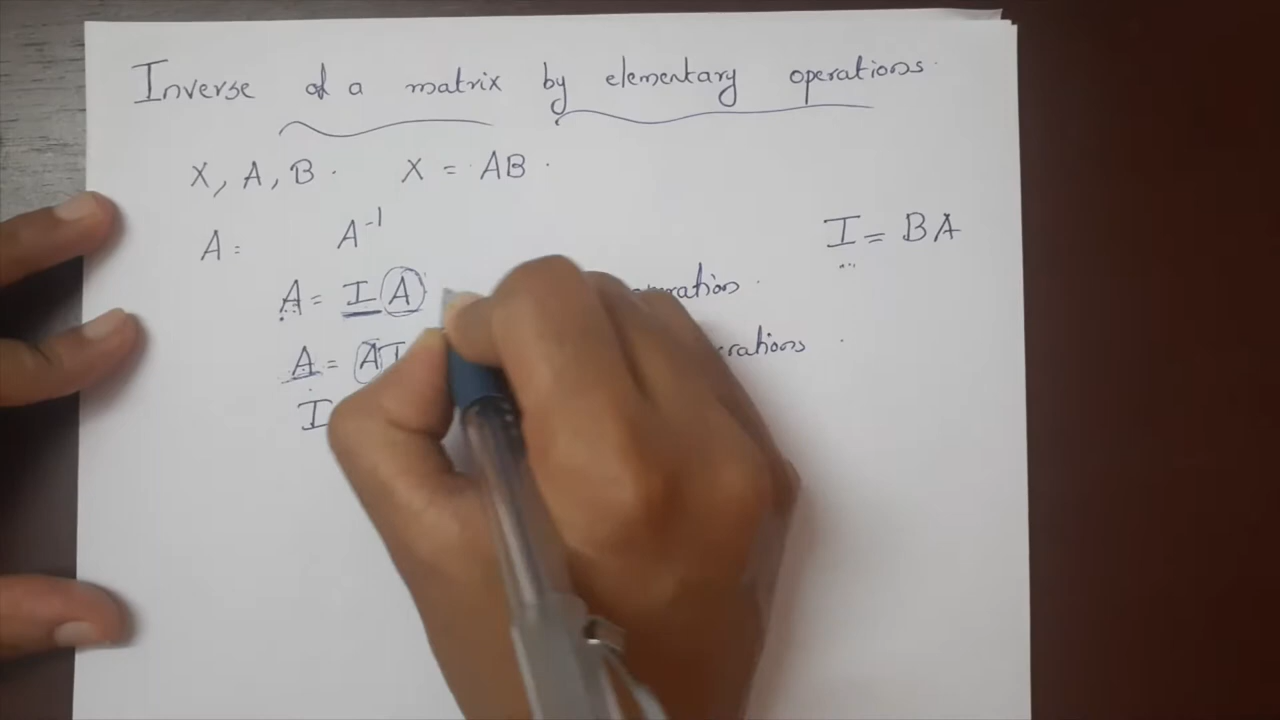 Inverse of a matrix by elementary operations
X, A, B. X = AB.
A = A⁻¹
I = BA
A = I A
A = A I
I